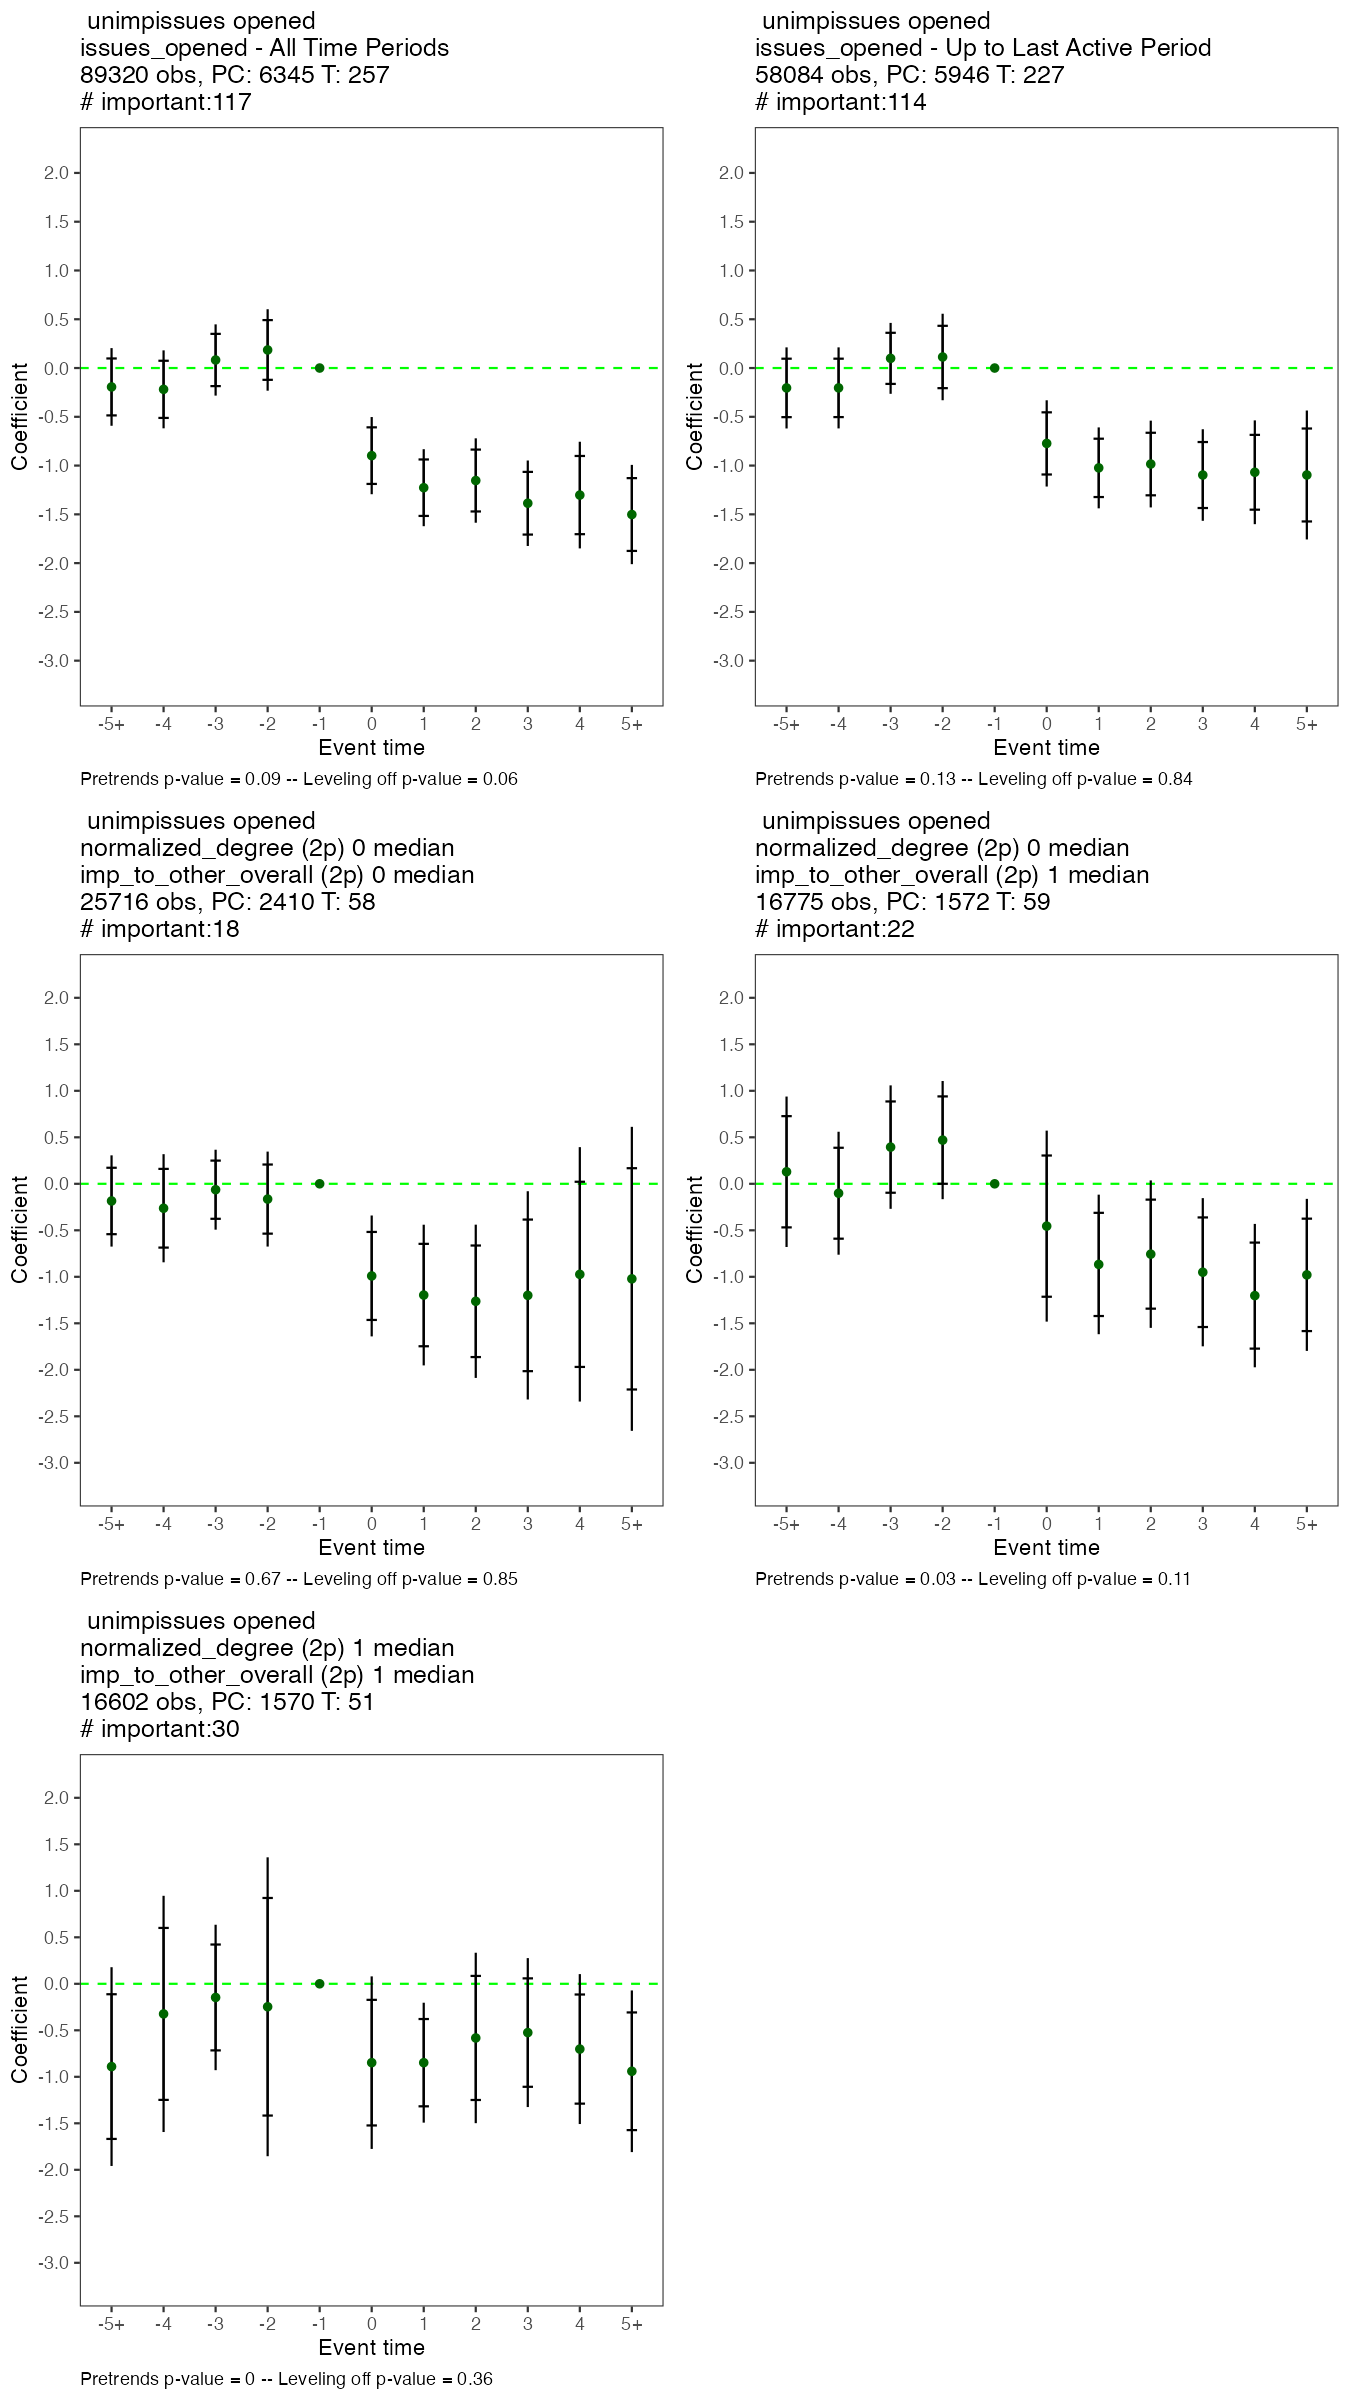 unimpissues opened
issues_opened - All Time Periods
89320 obs, PC: 6345 T: 257
# important:117
2.0
1.5
1.0
0.5
0.0
-0.5
-1.0
-1.5
-2.0
-2.5
-3.0
Coefficient
-5+ -4 -3 -2 -1 0 1 2 3 4 5+
Event time
Pretrends p-value = 0.09 -- Leveling off p-value = 0.06
unimpissues opened
issues_opened - Up to Last Active Period
58084 obs, PC: 5946 T: 227
# important:114
2.0
1.5
1.0
0.5
0.0
-0.5
-1.0
-1.5
-2.0
-2.5
-3.0
Coefficient
-5+ -4 -3 -2 -1 0 1 2 3 4 5+
Event time
Pretrends p-value = 0.13 -- Leveling off p-value = 0.84
unimpissues opened
normalized_degree (2p) 0 median
imp_to_other_overall (2p) 0 median
25716 obs, PC: 2410 T: 58
# important:18
2.0
1.5
1.0
0.5
0.0
-0.5
-1.0
-1.5
-2.0
-2.5
-3.0
Coefficient
-5+ -4 -3 -2 -1 0 1 2 3 4 5+
Event time
Pretrends p-value = 0.67 -- Leveling off p-value = 0.85
unimpissues opened
normalized_degree (2p) 0 median
imp_to_other_overall (2p) 1 median
16775 obs, PC: 1572 T: 59
# important:22
2.0
1.5
1.0
0.5
0.0
-0.5
-1.0
-1.5
-2.0
-2.5
-3.0
Coefficient
-5+ -4 -3 -2 -1 0 1 2 3 4 5+
Event time
Pretrends p-value = 0.03 -- Leveling off p-value = 0.11
unimpissues opened
normalized_degree (2p) 1 median
imp_to_other_overall (2p) 1 median
16602 obs, PC: 1570 T: 51
# important:30
2.0
1.5
1.0
0.5
0.0
-0.5
-1.0
-1.5
-2.0
-2.5
-3.0
Coefficient
-5+ -4 -3 -2 -1 0 1 2 3 4 5+
Event time
Pretrends p-value = 0 -- Leveling off p-value = 0.36